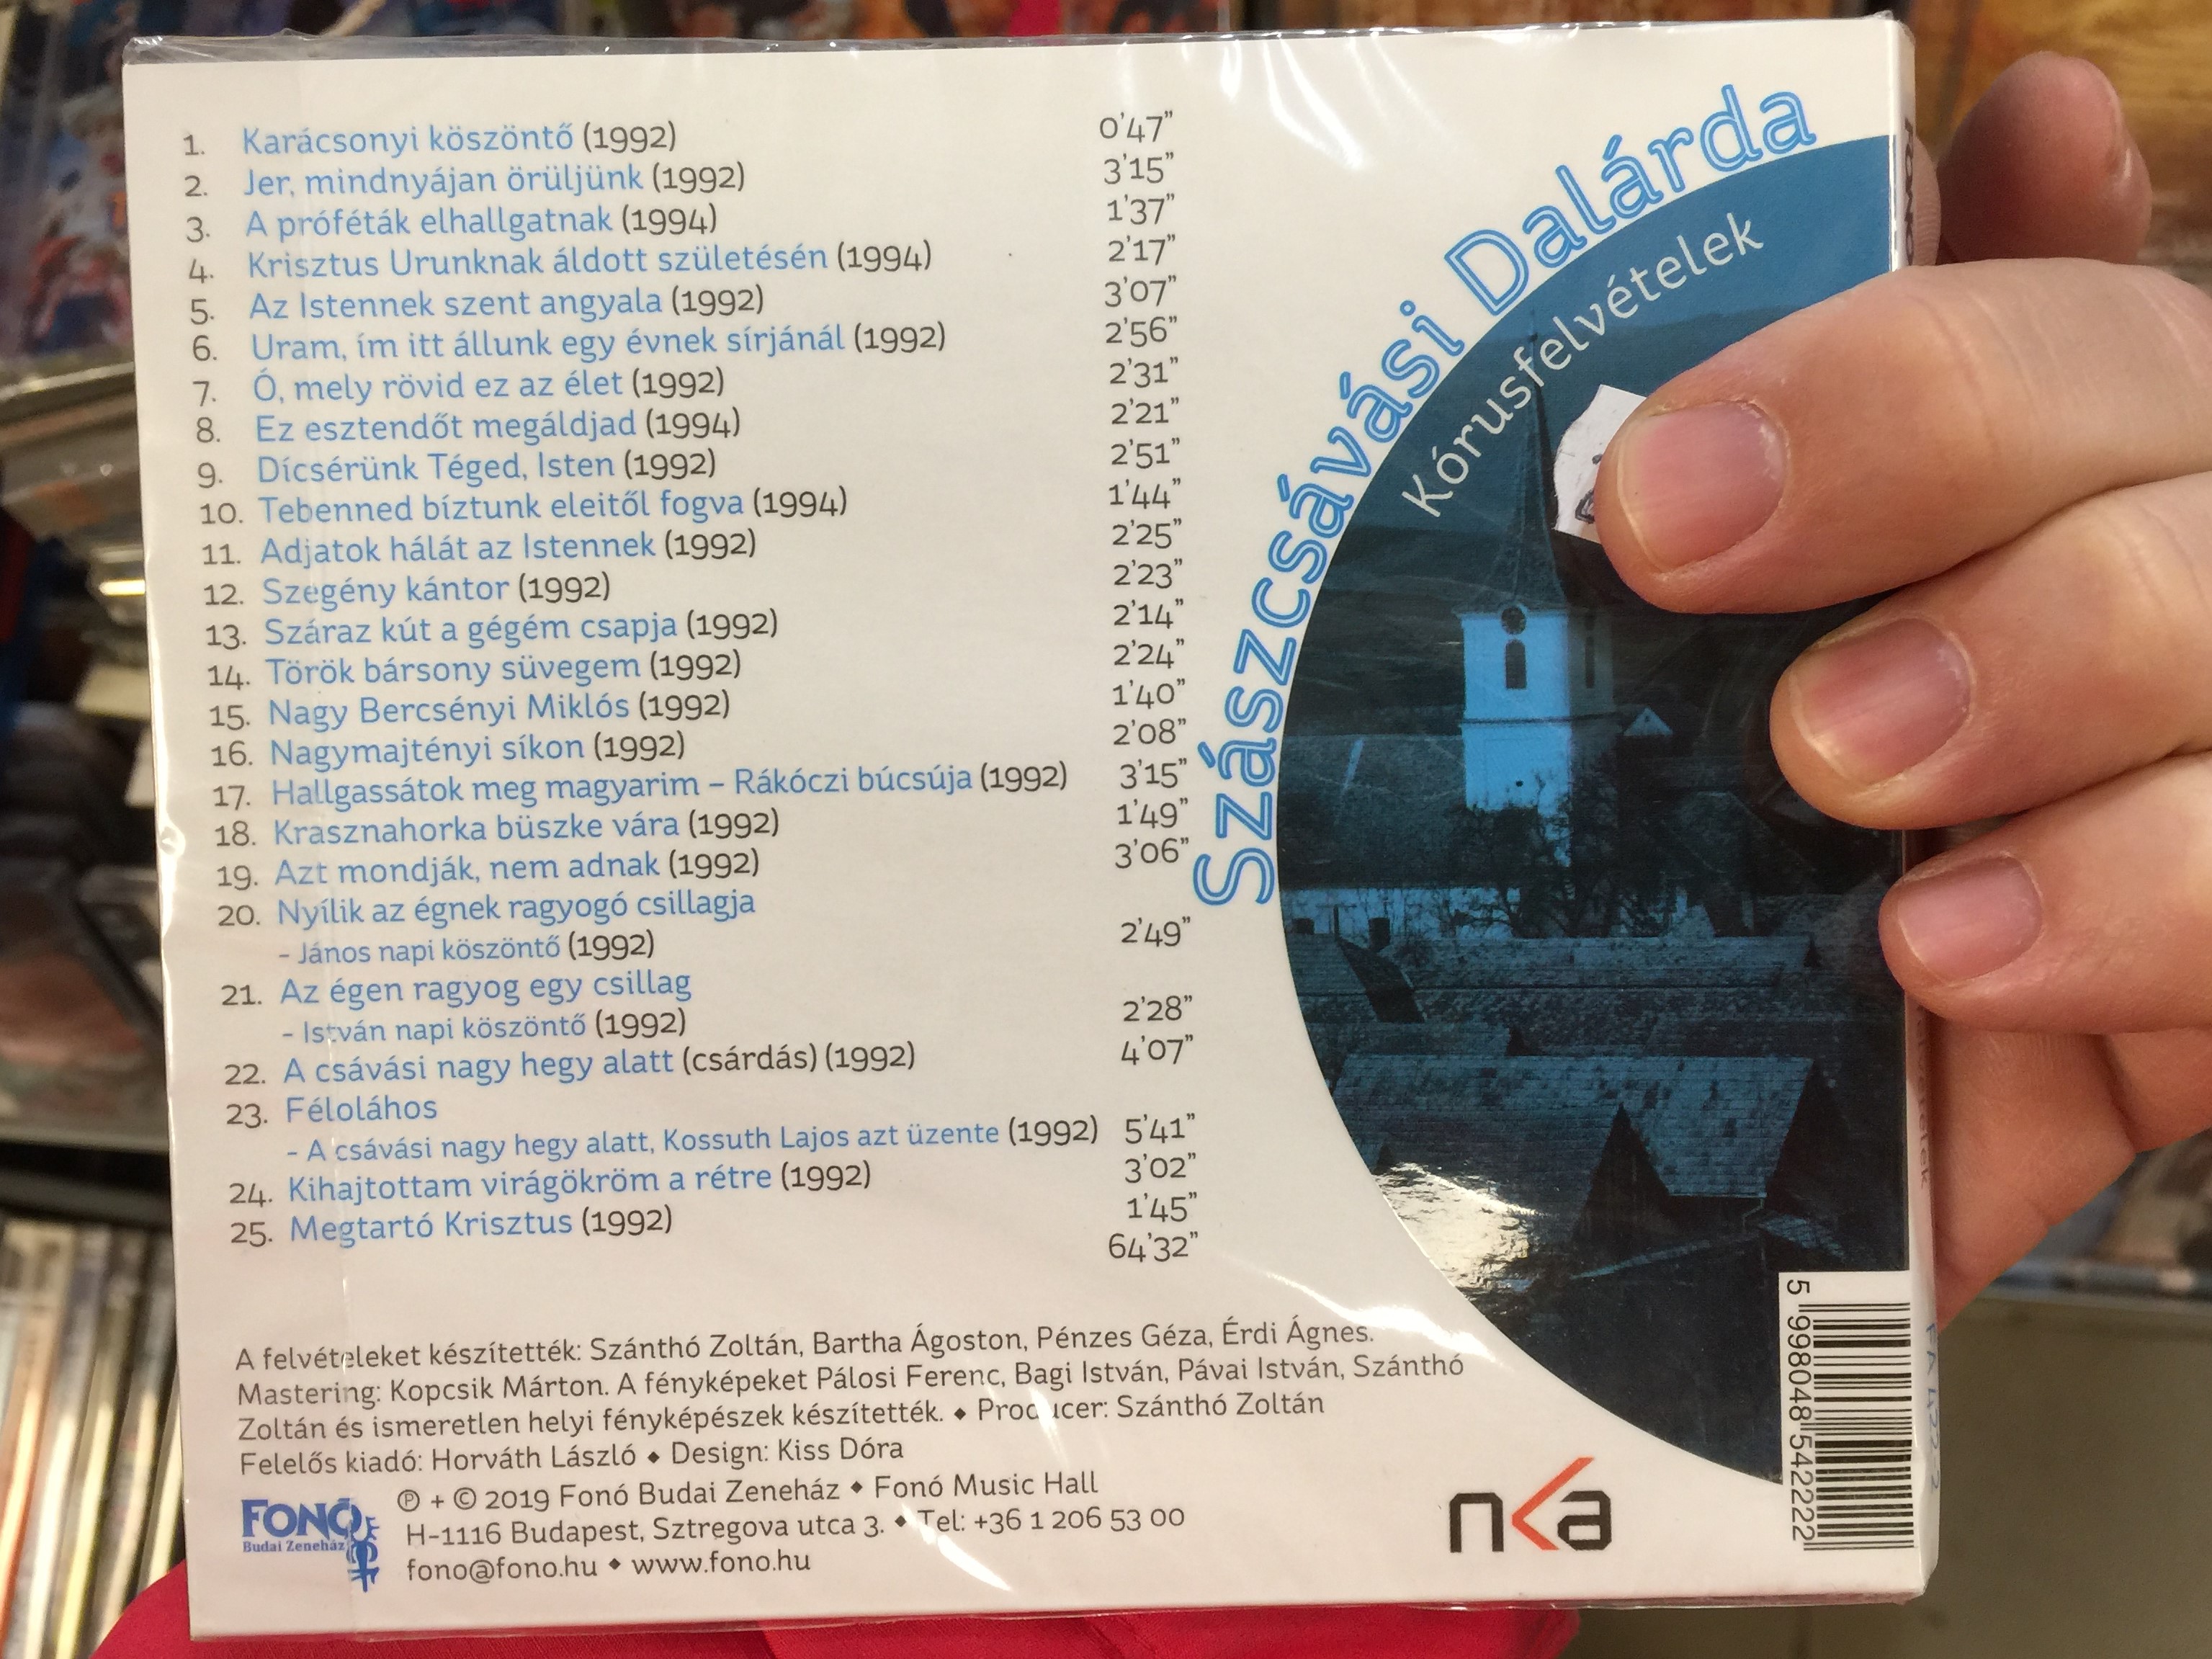 1. Karácsonyi köszöntő (1992) 0'47"
2. Jer, mindnyájan örüljünk (1992) 3'15"
3. A próféták elhallgatnak (1994) 1'37"
4. Krisztus Urunknak áldott születésén (1994) 2'17"
5. Az Istennek szent angyala (1992) 3'07"
6. Uram, ím itt állunk egy évnek sírjánál (1992) 2'56"
7. Ó, mely rövid ez az élet (1992) 2'31"
8. Ez esztendőt megáldjad (1994) 2'21"
9. Dícsérünk Téged, Isten (1992) 2'51"
10. Tebenned bíztunk eleitől fogva (1994) 1'44"
11. Adjatok hálát az Istennek (1992) 2'25"
12. Szegény kántor (1992) 2'23"
13. Száraz kút a gégém csapja (1992) 2'14"
14. Török bársony süvegem (1992) 2'24"
15. Nagy Bercsényi Miklós (1992) 1'40"
16. Nagymajtényi síkon (1992) 2'08"
17. Hallgassátok meg magyarim – Rákóczi búcsúja (1992) 3'15"
18. Krasznahorka büszke vára (1992) 1'49"
19. Azt mondják, nem adnak (1992) 3'06"
20. Nyílik az égnek ragyogó csillagja
- János napi köszöntő (1992) 2'49"
21. Az égen ragyog egy csillag
- István napi köszöntő (1992) 2'28"
22. A csávási nagy hegy alatt (csárdás) (1992) 4'07"
23. Féloláhos
- A csávási nagy hegy alatt, Kossuth Lajos azt üzente (1992) 5'41"
24. Kihajtottam virágökröm a rétre (1992) 3'02"
25. Megtartó Krisztus (1992) 1'45"
64'32"
Szászcsávási Dalárda
Kórusfelvételek
A felvételeket készítették: Szánthó Zoltán, Bartha Ágoston, Pénzes Géza, Érdi Ágnes.
Mastering: Kopcsik Márton. A fényképeket Pálosi Ferenc, Bagi István, Pávai István, Szánthó
Zoltán és ismeretlen helyi fényképészek készítették. ◆ Producer: Szánthó Zoltán
Felelős kiadó: Horváth László ◆ Design: Kiss Dóra
℗ + © 2019 Fonó Budai Zeneház ◆ Fonó Music Hall
H-1116 Budapest, Sztregova utca 3. ◆ Tel: +36 1 206 53 00
fono@fono.hu ◆ www.fono.hu
FONÓ
Budai Zeneház
nka
5 998048 542222